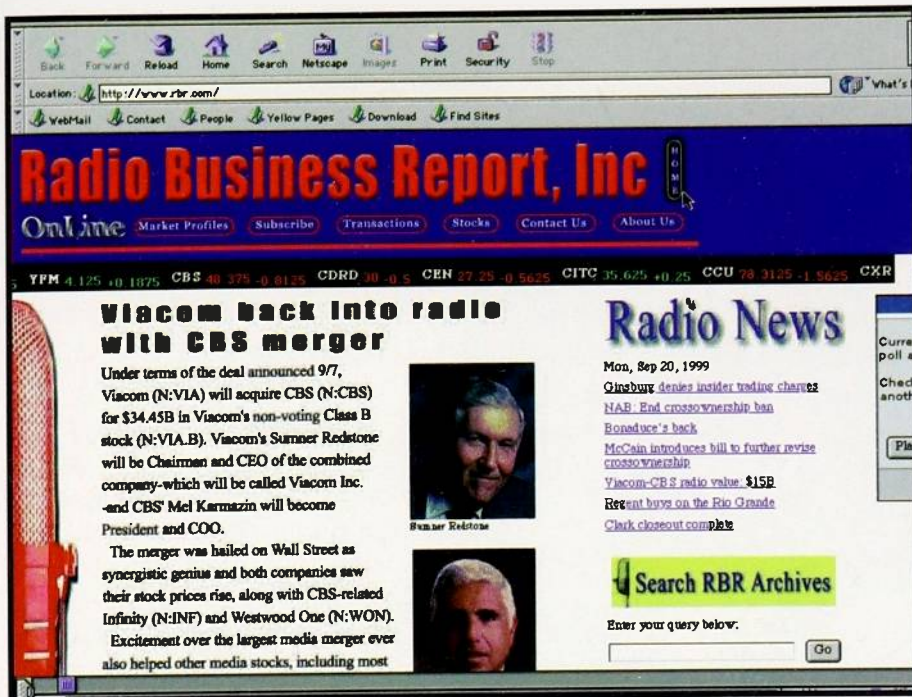 Back Forward Reload Home Search Netscape Images Print Security Stop
Location: http://www.rbr.com/ What's
WebMail Contact People Yellow Pages Download Find Sites
Radio Business Report, Inc HOME
OnLine Market Profiles Subscribe Transactions Stocks Contact Us About Us
YFM 4.125 +0.1875 CBS 48.375 -0.8125 CDRD 30 -0.5 CEN 27.25 -0.5625 CITC 35.625 +0.25 CCU 78.3125 -1.5625 CXR
Viacom back into radio
with CBS merger
Under terms of the deal announced 9/7,
Viacom (N:VIA) will acquire CBS (N:CBS)
for $34.45B in Viacom's non-voting Class B
stock (N:VIA.B). Viacom's Sumner Redstone
will be Chairman and CEO of the combined
company-which will be called Viacom Inc.
-and CBS' Mel Karmazin will become
President and COO.
The merger was hailed on Wall Street as
synergistic genius and both companies saw
their stock prices rise, along with CBS-related
Infinity (N:INF) and Westwood One (N:WON).
Excitement over the largest media merger ever
also helped other media stocks, including most
Sumner Redstone
Radio News
Mon, Sep 20, 1999
Ginsburg denies insider trading charges
NAB: End crossownership ban
Bonaduce's back
McCain introduces bill to further revise
crossownership
Viacom-CBS radio value: $15B
Regent buys on the Rio Grande
Clark closeout complete
Search RBR Archives
Enter your query below:
Go
Curre
poll a
Chec
anoth
Pla